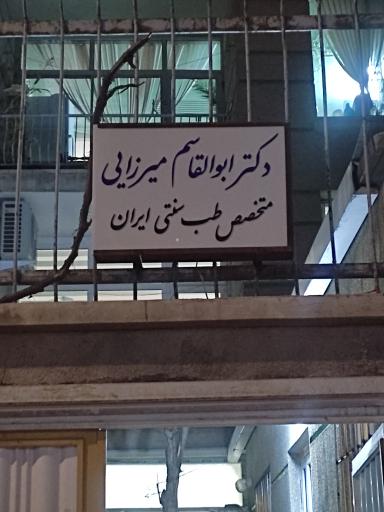 دکتر ابوالقاسم میرزایی
متخصص طب سنتی ایران